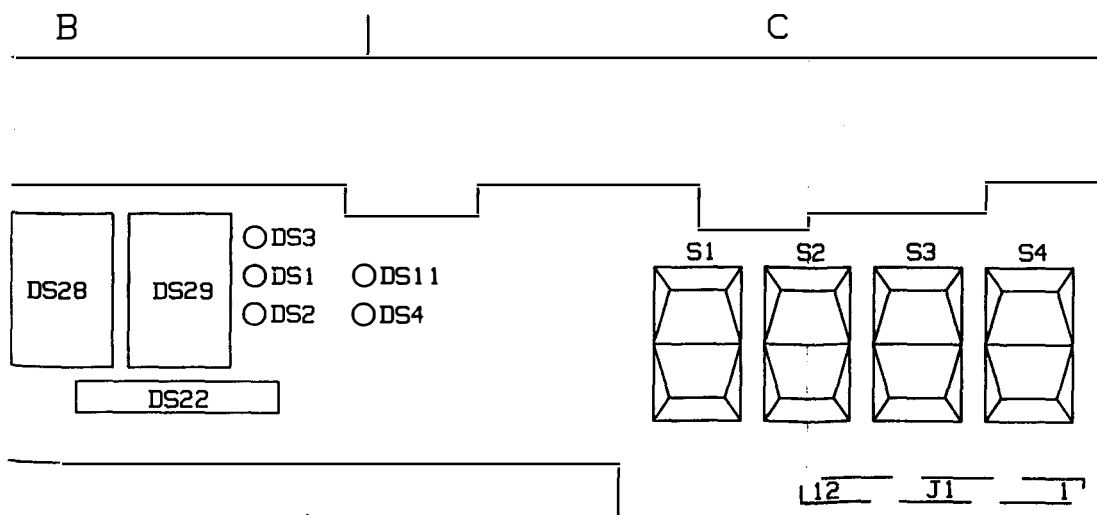 B C
DS3
S1 S2 S3 S4
DS28 DS29 DS1 DS11
DS2 DS4
DS22
12 J1 1